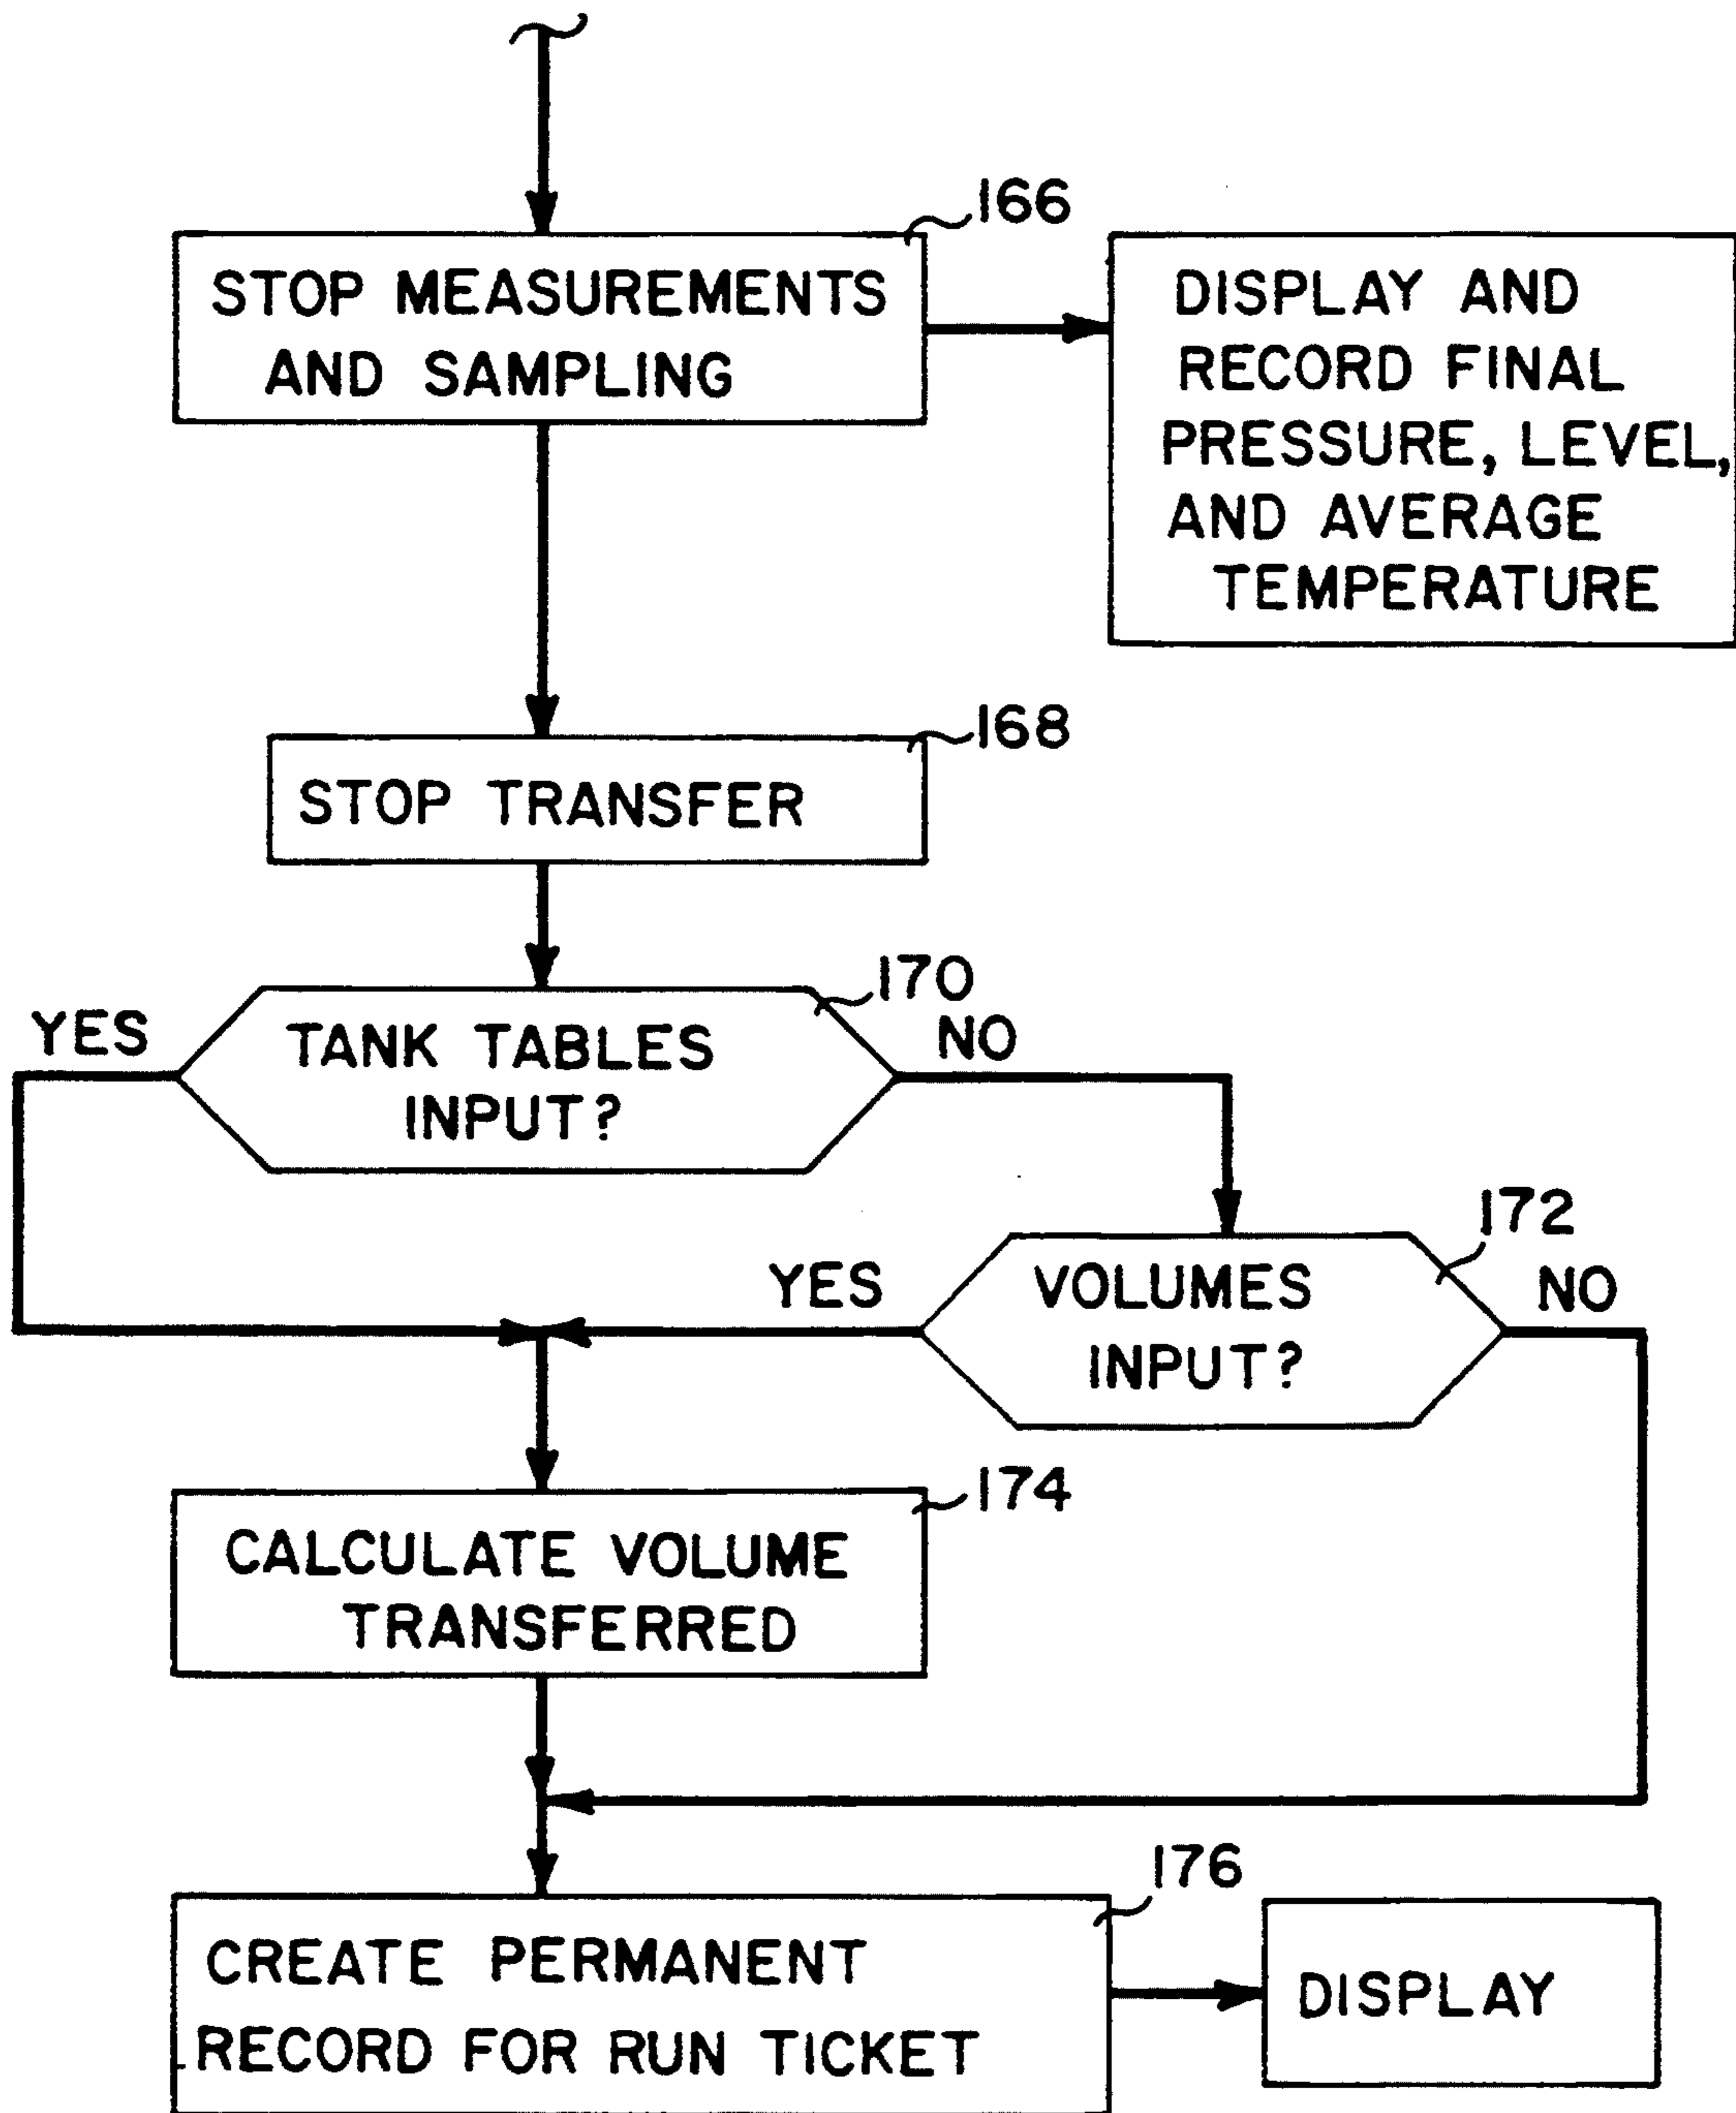 166
STOP MEASUREMENTS
AND SAMPLING
DISPLAY AND
RECORD FINAL
PRESSURE, LEVEL,
AND AVERAGE
TEMPERATURE
168
STOP TRANSFER
170
YES
TANK TABLES
INPUT?
NO
172
YES
VOLUMES
INPUT?
NO
174
CALCULATE VOLUME
TRANSFERRED
176
CREATE PERMANENT
RECORD FOR RUN TICKET
DISPLAY